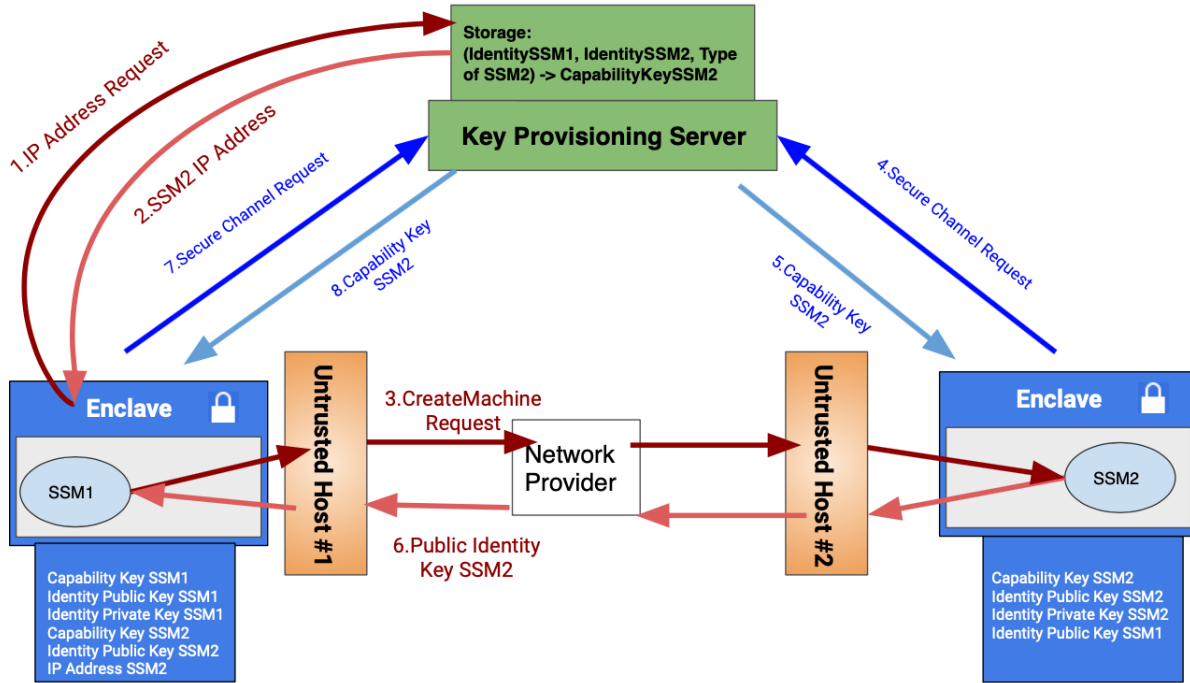 Storage:
(IdentitySSM1, IdentitySSM2, Type
of SSM2) -> CapabilityKeySSM2
Key Provisioning Server
1.IP Address Request
2.SSM2 IP Address
7.Secure Channel Request
8.Capability Key
SSM2
4.Secure Channel Request
5.Capability Key
SSM2
Enclave
SSM1
Untrusted Host #1
3.CreateMachine
Request
Network
Provider
6.Public Identity
Key SSM2
Untrusted Host #2
Enclave
SSM2
Capability Key SSM1
Identity Public Key SSM1
Identity Private Key SSM1
Capability Key SSM2
Identity Public Key SSM2
IP Address SSM2
Capability Key SSM2
Identity Public Key SSM2
Identity Private Key SSM2
Identity Public Key SSM1